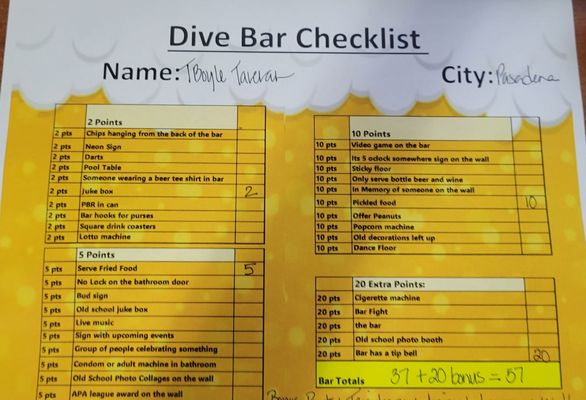 Dive Bar Checklist
Name: TBoyle Tavern City: Pasadena
2 Points
2 pts Chips hanging from the back of the bar
2 pts Neon Sign
2 pts Darts
2 pts Pool Table
2 pts Someone wearing a beer tee shirt in bar
2 pts Juke box 2
2 pts PBR in can
2 pts Bar hooks for purses
2 pts Square drink coasters
2 pts Lotto machine
5 Points
5 pts Serve Fried Food 5
5 pts No Lock on the bathroom door
5 pts Bud sign
5 pts Old school juke box
5 pts Live music
5 pts Sign with upcoming events
5 pts Group of people celebrating something
5 pts Condom or adult machine in bathroom
5 pts Old School Photo Collages on the wall
5 pts APA league award on the wall
10 Points
10 pts Video game on the bar
10 pts Its 5 oclock somewhere sign on the wall
10 pts Sticky floor
10 pts Only serve bottle beer and wine
10 pts In Memory of someone on the wall
10 pts Pickled food 10
10 pts Offer Peanuts
10 pts Popcorn machine
10 pts Old decorations left up
10 pts Dance Floor
20 Extra Points:
20 pts Cigerette machine
20 pts Bar Fight
20 pts the bar
20 pts Old school photo booth
20 pts Bar has a tip bell 20
Bar Totals 37 + 20 bonus = 57